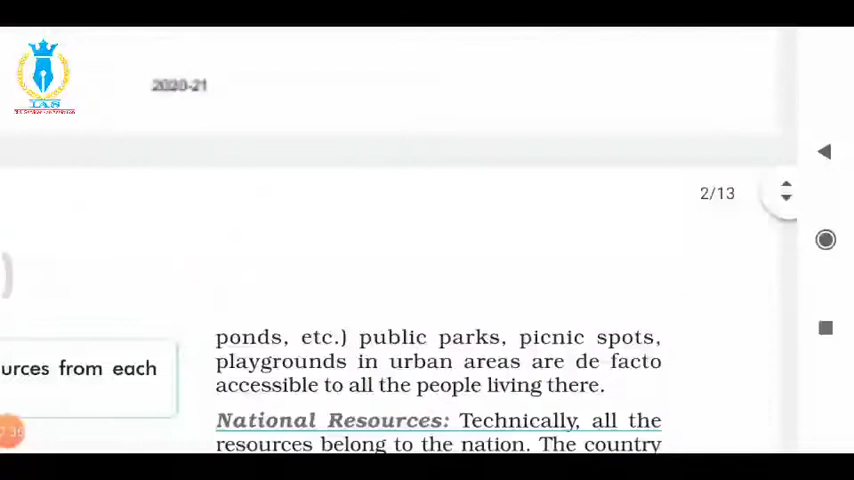 IAS
2020-21
2/13
ponds, etc.) public parks, picnic spots,
playgrounds in urban areas are de facto
accessible to all the people living there.
urces from each
National Resources: Technically, all the
resources belong to the nation. The country